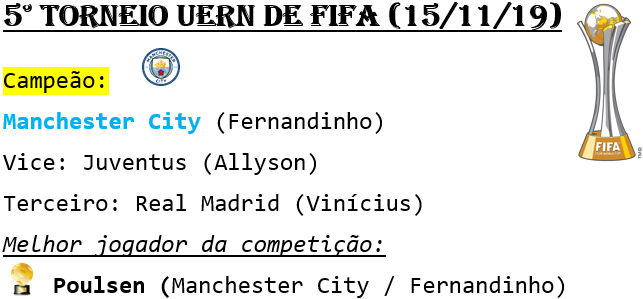 5º TORNEIO UERN DE FIFA (15/11/19)
Campeão:
MANCHESTER
CITY
Manchester City (Fernandinho)
Vice: Juventus (Allyson)
Terceiro: Real Madrid (Vinícius)
Melhor jogador da competição:
Poulsen (Manchester City / Fernandinho)
FIFA
TM